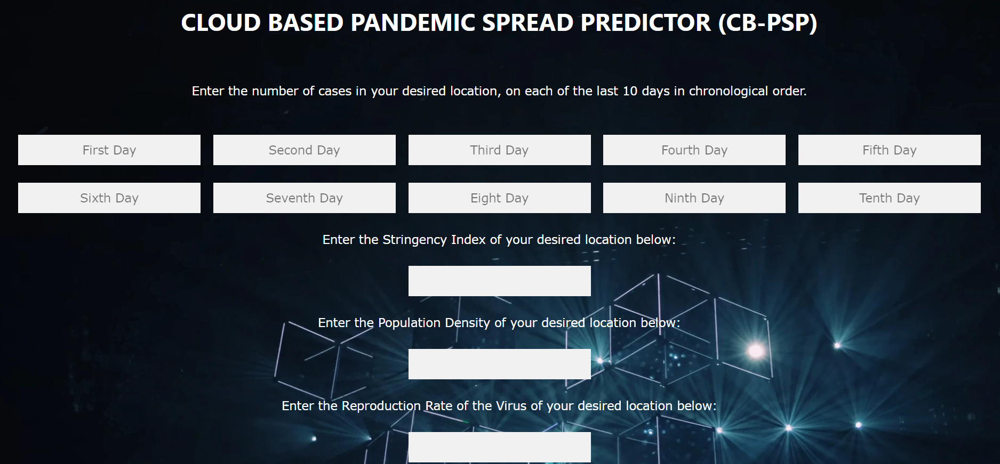 CLOUD BASED PANDEMIC SPREAD PREDICTOR (CB-PSP)
Enter the number of cases in your desired location, on each of the last 10 days in chronological order.
First Day
Second Day
Third Day
Fourth Day
Fifth Day
Sixth Day
Seventh Day
Eight Day
Ninth Day
Tenth Day
Enter the Stringency Index of your desired location below:
Enter the Population Density of your desired location below:
Enter the Reproduction Rate of the Virus of your desired location below: